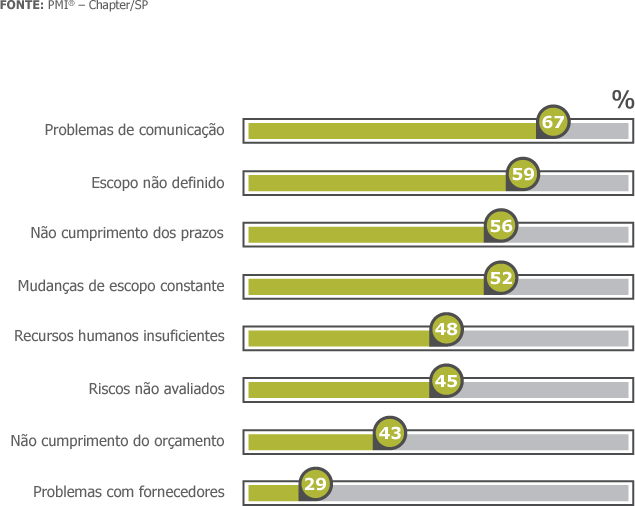 FONTE: PMI® – Chapter/SP
%
Problemas de comunicação 67
Escopo não definido 59
Não cumprimento dos prazos 56
Mudanças de escopo constante 52
Recursos humanos insuficientes 48
Riscos não avaliados 45
Não cumprimento do orçamento 43
Problemas com fornecedores 29